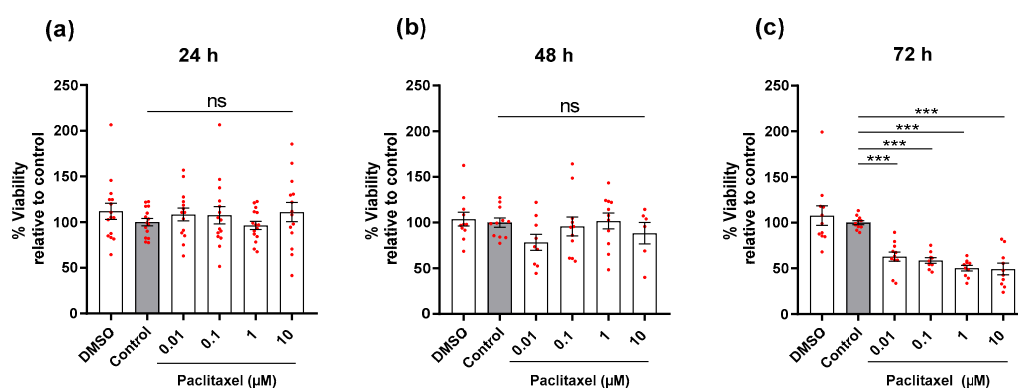 (a)
24 h
% Viability
relative to control
250
200
150
100
50
0
ns
DMSO
Control
0.01
0.1
1
10
Paclitaxel (µM)
(b)
48 h
% Viability
relative to control
250
200
150
100
50
0
ns
DMSO
Control
0.01
0.1
1
10
Paclitaxel (µM)
(c)
72 h
% Viability
relative to control
250
200
150
100
50
0
***
***
***
***
DMSO
Control
0.01
0.1
1
10
Paclitaxel (µM)